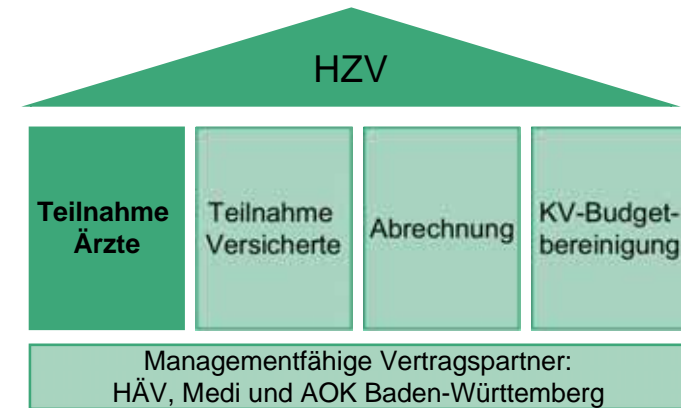 HZV
Teilnahme
Ärzte
Teilnahme
Versicherte
Abrechnung
KV-Budget-
bereinigung
Managementfähige Vertragspartner:
HÄV, Medi und AOK Baden-Württemberg